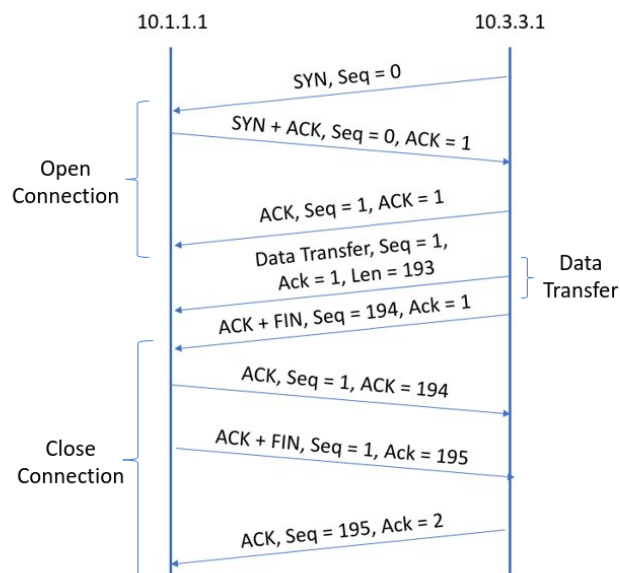 10.1.1.1
10.3.3.1
SYN, Seq = 0
SYN + ACK, Seq = 0, ACK = 1
Open
Connection
ACK, Seq = 1, ACK = 1
Data Transfer, Seq = 1,
Ack = 1, Len = 193
Data
Transfer
ACK + FIN, Seq = 194, Ack = 1
ACK, Seq = 1, ACK = 194
Close
Connection
ACK + FIN, Seq = 1, Ack = 195
ACK, Seq = 195, Ack = 2